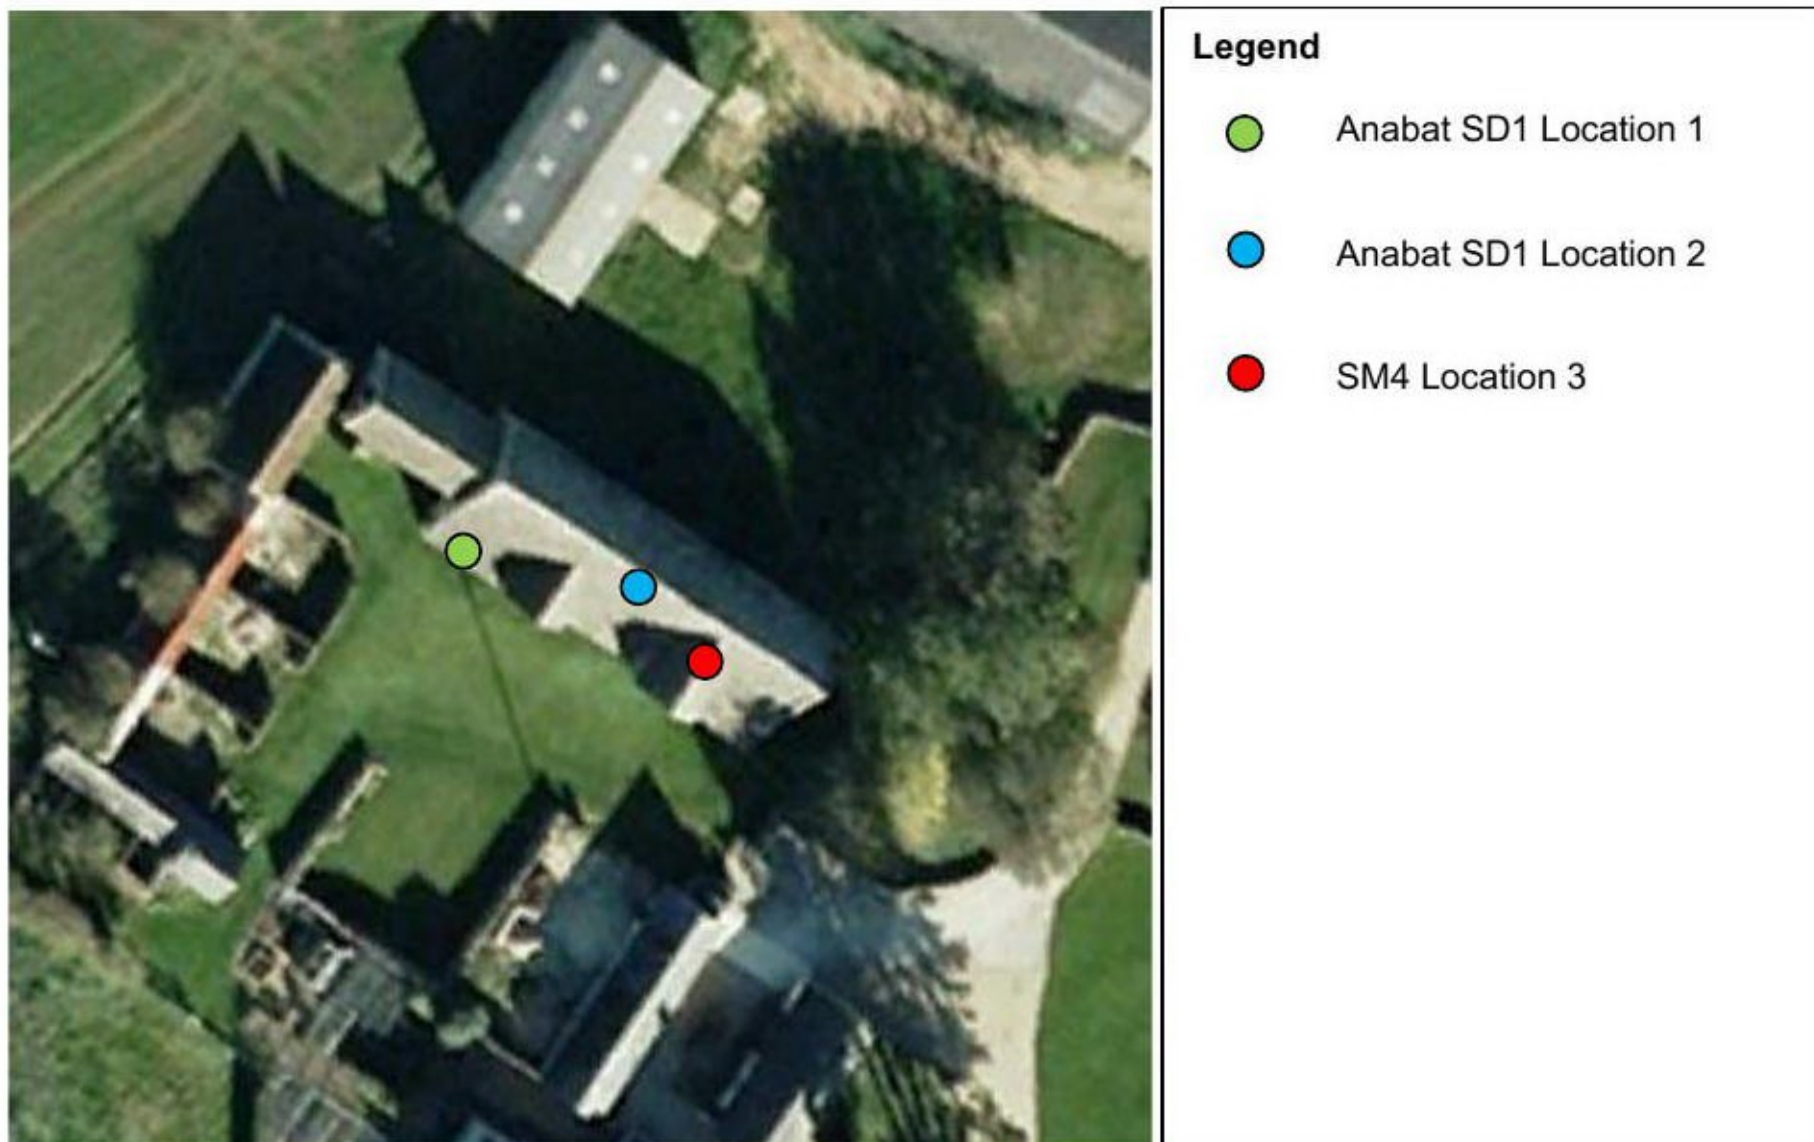 Legend
Anabat SD1 Location 1
Anabat SD1 Location 2
SM4 Location 3